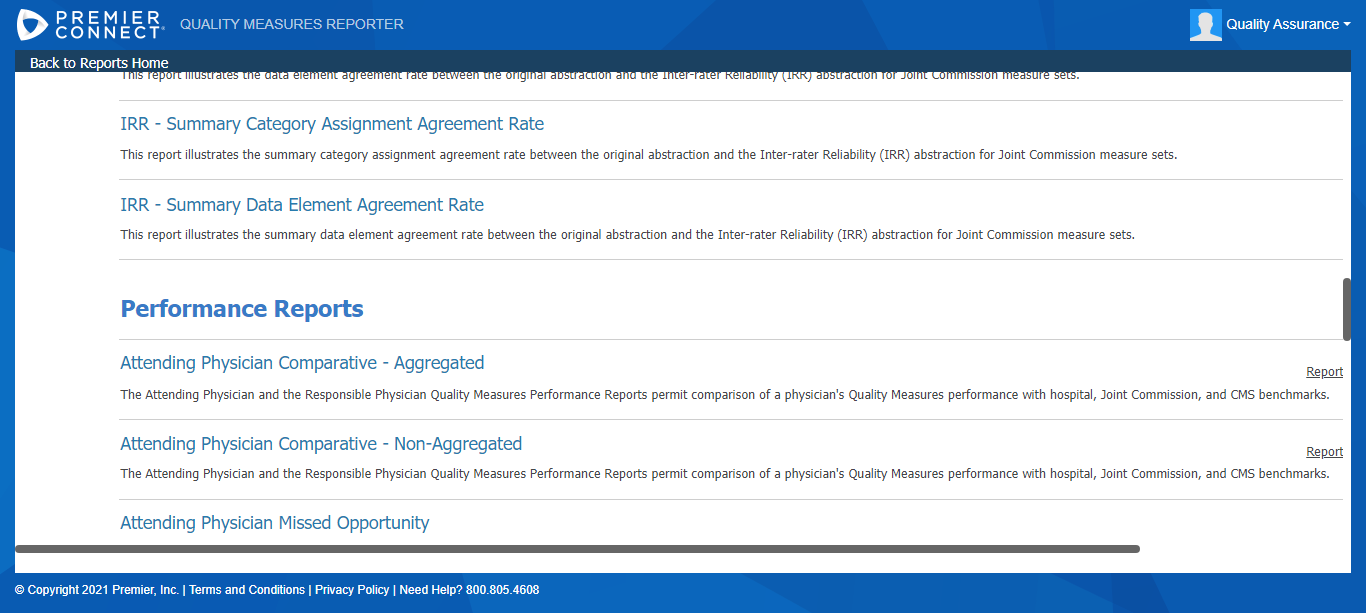 PREMIER
CONNECT
QUALITY MEASURES REPORTER
Quality Assurance
Back to Reports Home
This report illustrates the data element agreement rate between the original abstraction and the Inter-rater Reliability (IRR) abstraction for Joint Commission measure sets.
IRR - Summary Category Assignment Agreement Rate
This report illustrates the summary category assignment agreement rate between the original abstraction and the Inter-rater Reliability (IRR) abstraction for Joint Commission measure sets.
IRR - Summary Data Element Agreement Rate
This report illustrates the summary data element agreement rate between the original abstraction and the Inter-rater Reliability (IRR) abstraction for Joint Commission measure sets.
Performance Reports
Attending Physician Comparative - Aggregated
Report
The Attending Physician and the Responsible Physician Quality Measures Performance Reports permit comparison of a physician's Quality Measures performance with hospital, Joint Commission, and CMS benchmarks.
Attending Physician Comparative - Non-Aggregated
Report
The Attending Physician and the Responsible Physician Quality Measures Performance Reports permit comparison of a physician's Quality Measures performance with hospital, Joint Commission, and CMS benchmarks.
Attending Physician Missed Opportunity
© Copyright 2021 Premier, Inc. | Terms and Conditions | Privacy Policy | Need Help? 800.805.4608